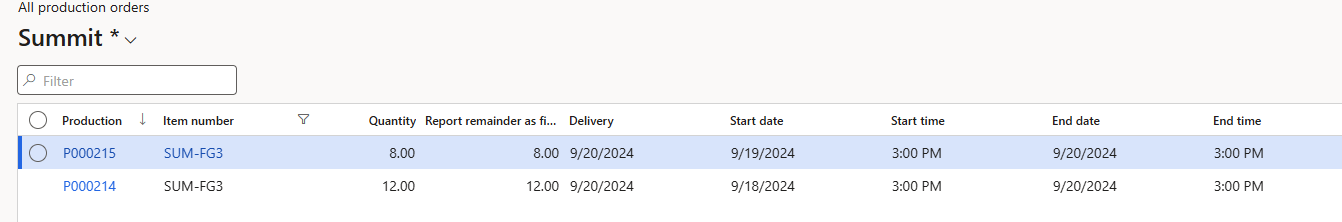 All production orders
Summit *
Filter
Production ↓ Item number Quantity Report remainder as fi... Delivery Start date Start time End date End time
P000215 SUM-FG3 8.00 8.00 9/20/2024 9/19/2024 3:00 PM 9/20/2024 3:00 PM
P000214 SUM-FG3 12.00 12.00 9/20/2024 9/18/2024 3:00 PM 9/20/2024 3:00 PM